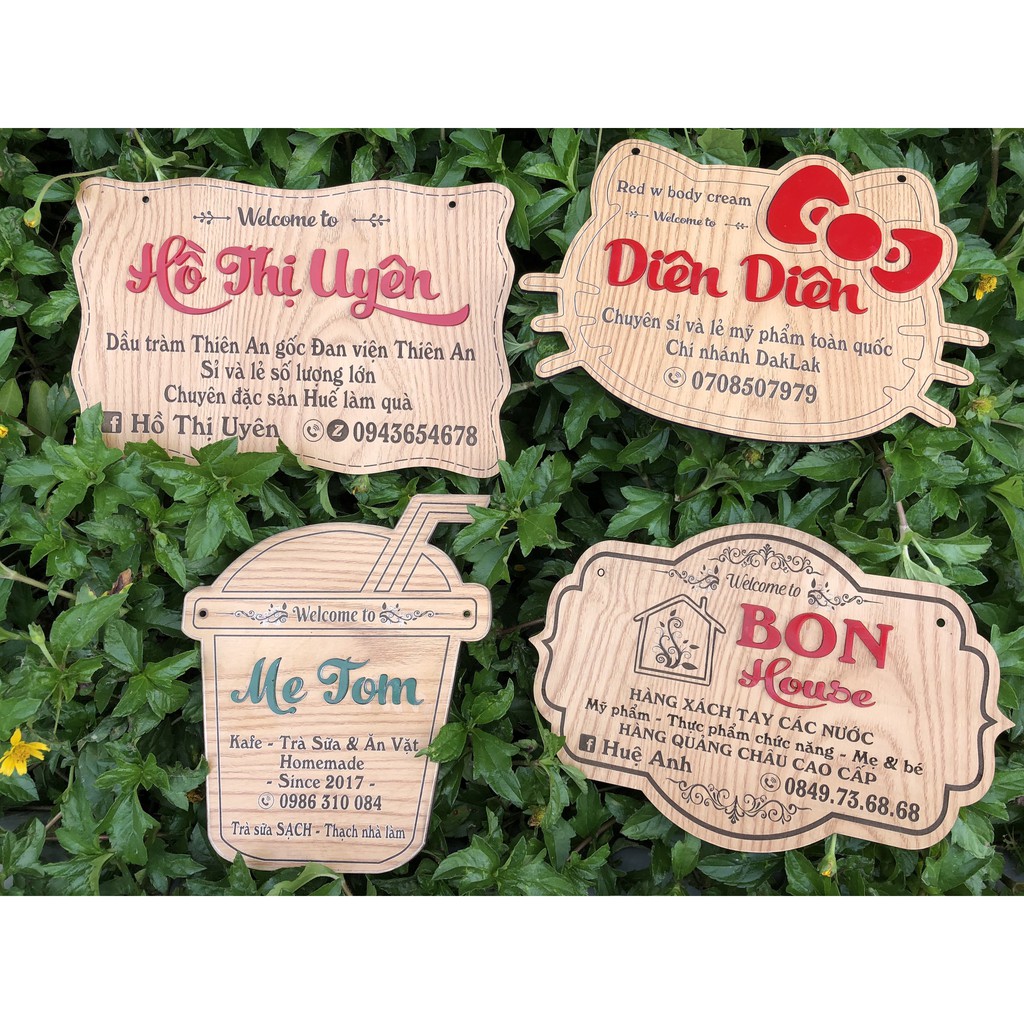 Welcome to
Hồ Thị Uyên
Dầu tràm Thiên An gốc Đan viện Thiên An
Sỉ và lẻ số lượng lớn
Chuyên đặc sản Huế làm quà
Hồ Thị Uyên 0943654678
Red w body cream
Welcome to
Diên Diên
Chuyên sỉ và lẻ mỹ phẩm toàn quốc
Chi nhánh DakLak
0708507979
Welcome to
Mẹ Tom
Kafe - Trà Sữa & Ăn Vặt
Homemade
- Since 2017 -
0986 310 084
Trà sữa SẠCH - Thạch nhà làm
Welcome to
BON
House
HÀNG XÁCH TAY CÁC NƯỚC
Mỹ phẩm - Thực phẩm chức năng - Mẹ & bé
HÀNG QUẢNG CHÂU CAO CẤP
Huệ Anh
0849.73.68.68